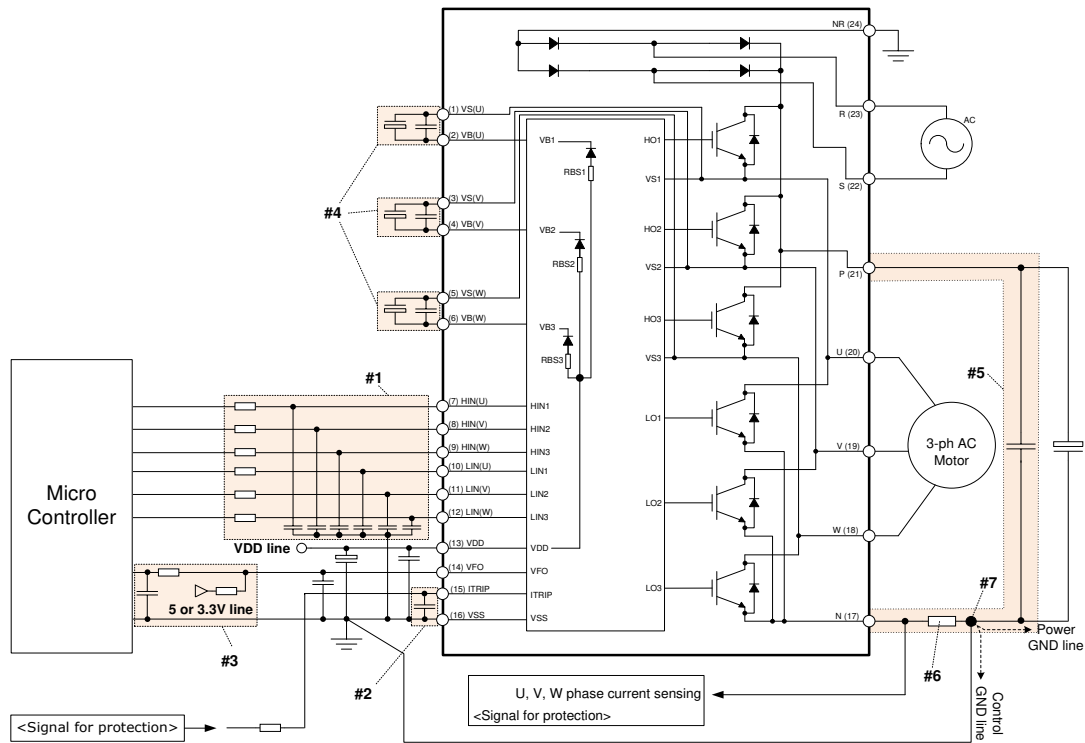 NR (24)
R (23)
AC
S (22)
(1) VS(U)
(2) VB(U)
VB1
RBS1
HO1
VS1
#4
(3) VS(V)
(4) VB(V)
VB2
RBS2
HO2
VS2
P (21)
(5) VS(W)
(6) VB(W)
VB3
RBS3
HO3
VS3
U (20)
#5
#1
Micro
Controller
(7) HIN(U)
(8) HIN(V)
(9) HIN(W)
(10) LIN(U)
(11) LIN(V)
(12) LIN(W)
HIN1
HIN2
HIN3
LIN1
LIN2
LIN3
LO1
V (19)
3-ph AC
Motor
LO2
W (18)
VDD line
(13) VDD
VDD
(14) VFO
VFO
(15) ITRIP
ITRIP
(16) VSS
VSS
5 or 3.3V line
#3
#2
LO3
N (17)
#7
#6
Power
GND line
Control
GND line
U, V, W phase current sensing
<Signal for protection>
<Signal for protection>